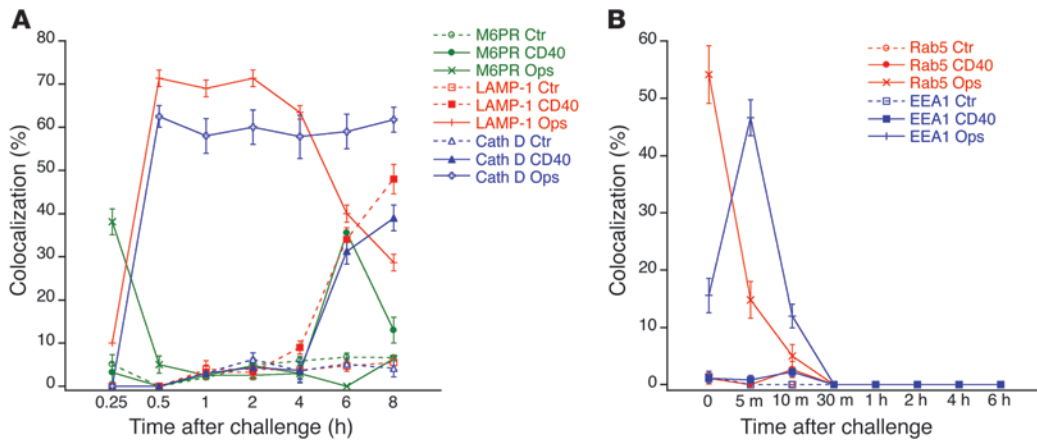 A
M6PR Ctr
M6PR CD40
M6PR Ops
LAMP-1 Ctr
LAMP-1 CD40
LAMP-1 Ops
Cath D Ctr
Cath D CD40
Cath D Ops
80
70
60
50
40
30
20
10
0
Colocalization (%)
0.25 0.5 1 2 4 6 8
Time after challenge (h)
B
Rab5 Ctr
Rab5 CD40
Rab5 Ops
EEA1 Ctr
EEA1 CD40
EEA1 Ops
60
50
40
30
20
10
0
Colocalization (%)
0 5 m 10 m 30 m 1 h 2 h 4 h 6 h
Time after challenge